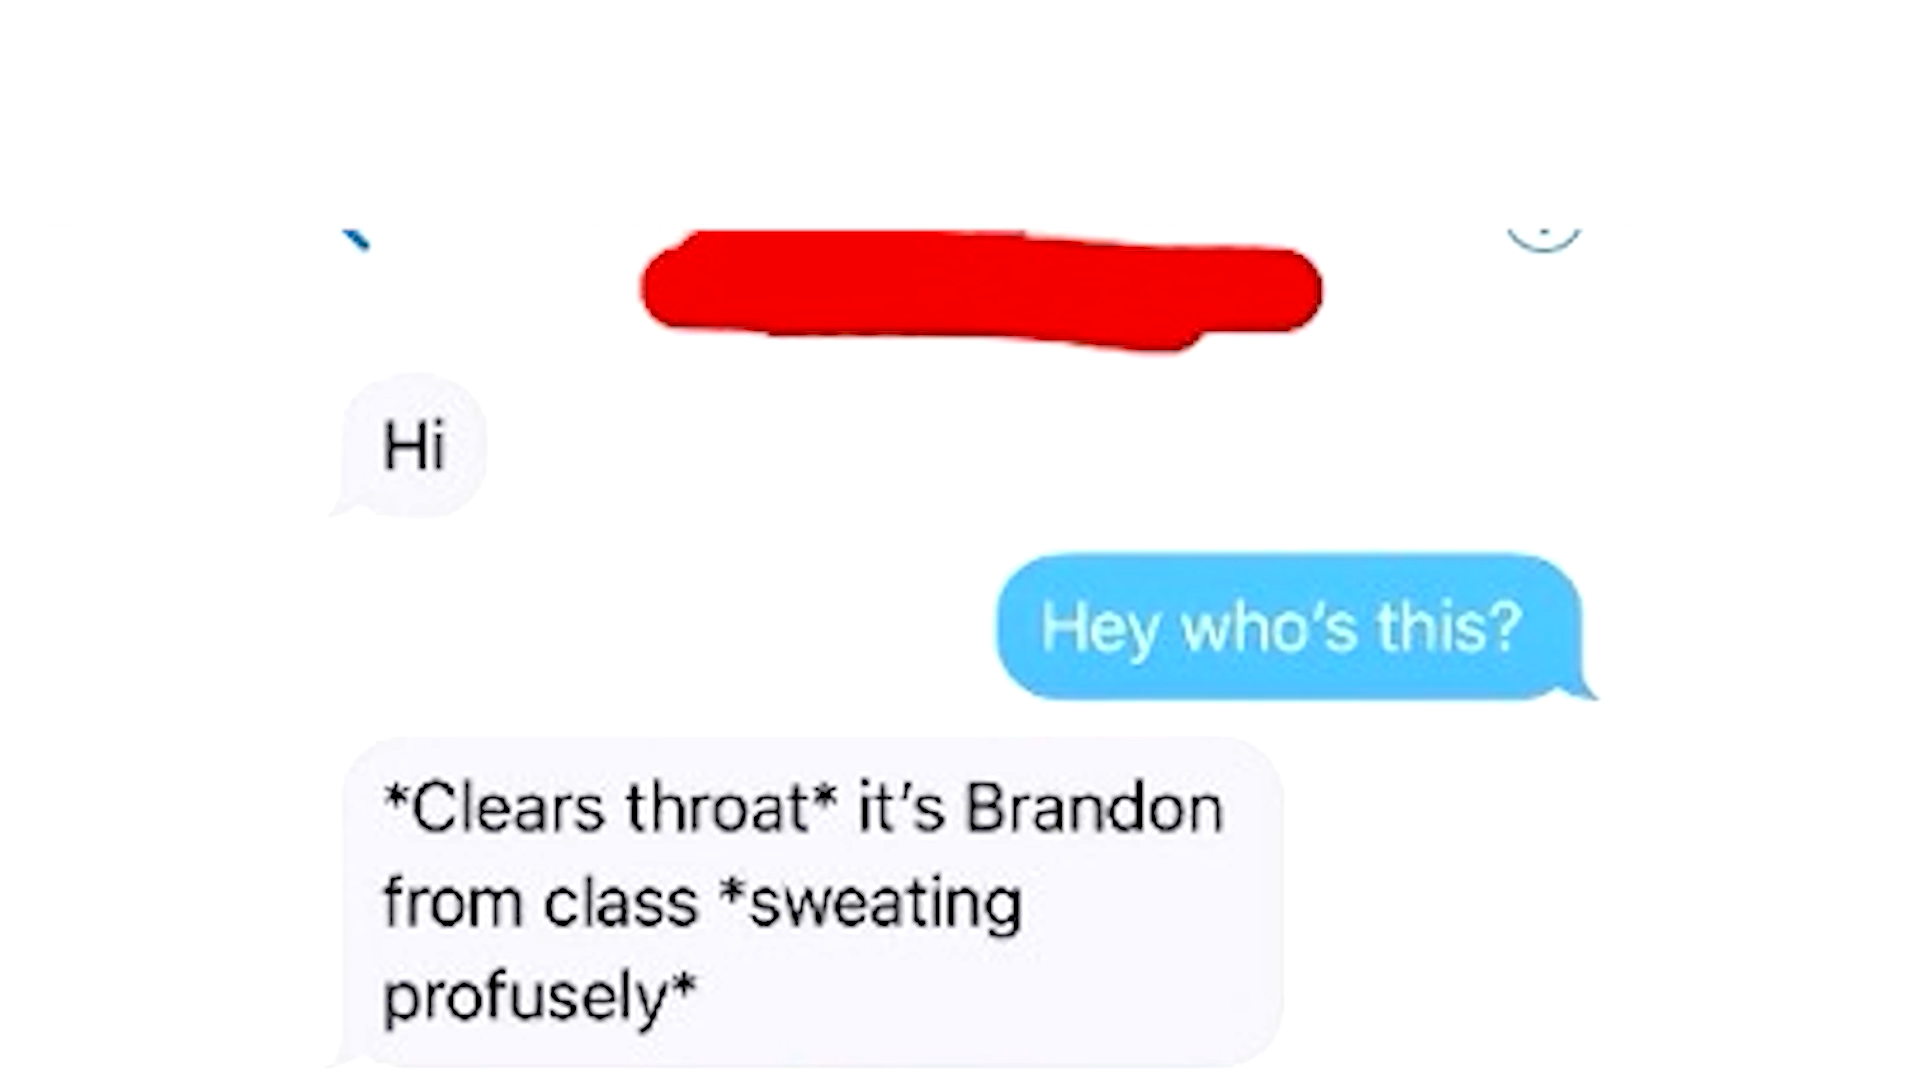 Hi
Hey who's this?
*Clears throat* it's Brandon
from class *sweating
profusely*